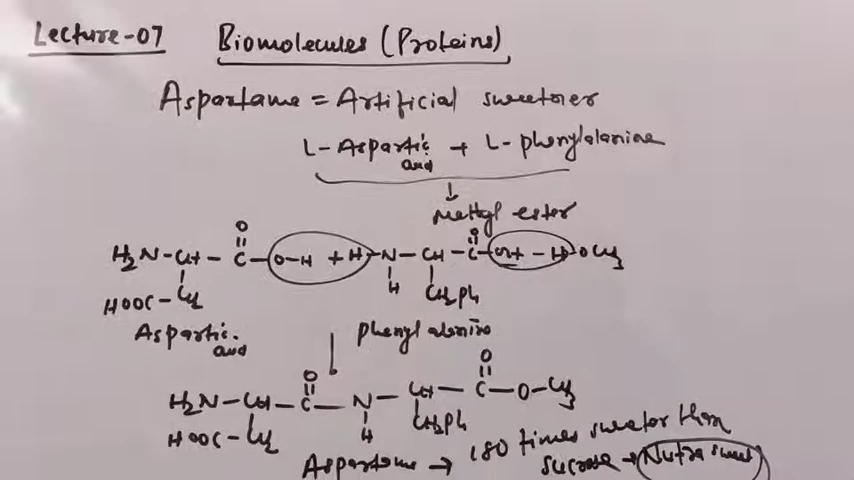 Lecture-07 Biomolecules (Proteins)
Aspartame = Artificial sweetner
L-Aspartic acid + L-phenylalanine
↓
Methyl ester
O O
|| ||
H2N-CH-C-O-H + H-N-CH-C-OH-H-OCH3
| | |
HOOC-CH2 H CH2Ph
Aspartic acid phenylalanine
O O
|| ||
H2N-CH-C-N-CH-C-O-CH3
| | |
HOOC-CH2 H CH2Ph
Aspartame → 180 times sweeter than
sucrose → Nutra sweet